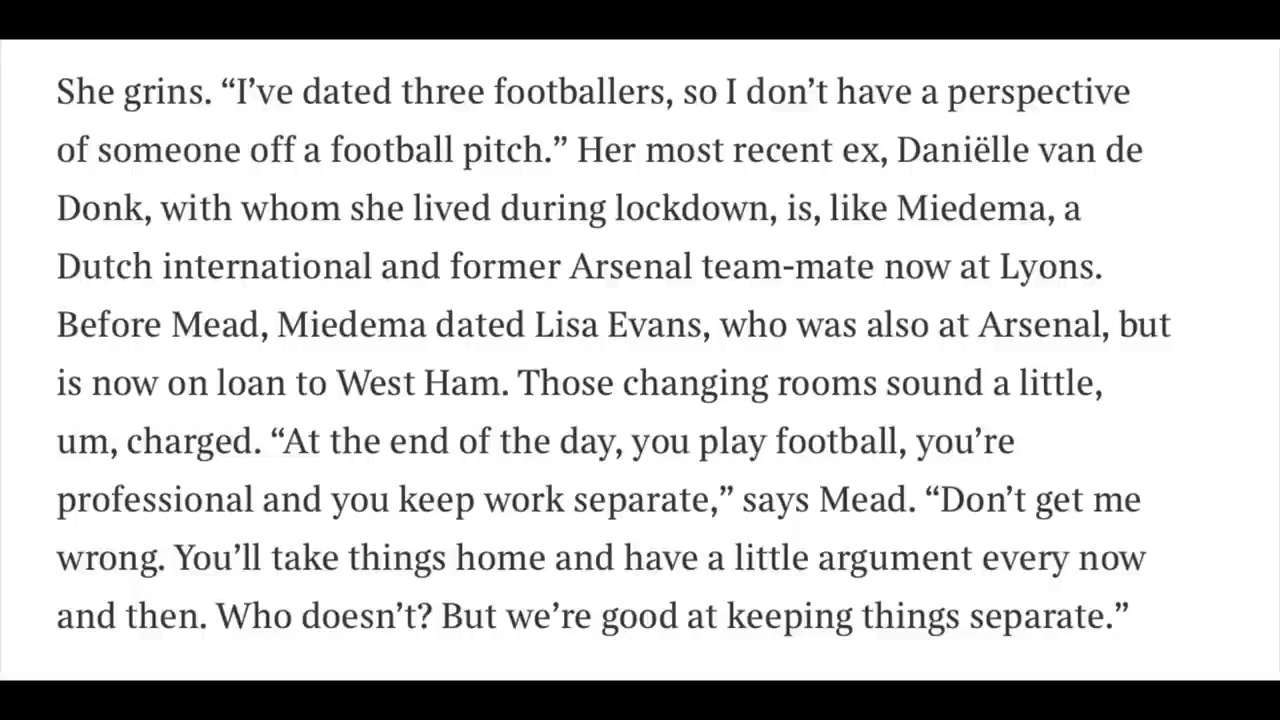 She grins. “I’ve dated three footballers, so I don’t have a perspective
of someone off a football pitch.” Her most recent ex, Daniëlle van de
Donk, with whom she lived during lockdown, is, like Miedema, a
Dutch international and former Arsenal team-mate now at Lyons.
Before Mead, Miedema dated Lisa Evans, who was also at Arsenal, but
is now on loan to West Ham. Those changing rooms sound a little,
um, charged. “At the end of the day, you play football, you’re
professional and you keep work separate,” says Mead. “Don’t get me
wrong. You’ll take things home and have a little argument every now
and then. Who doesn’t? But we’re good at keeping things separate.”